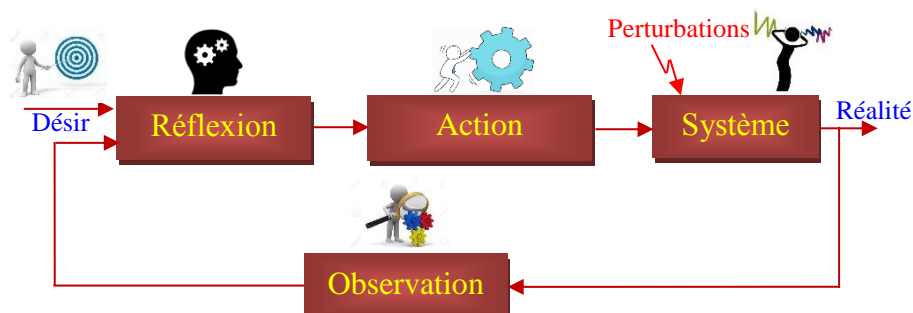 Perturbations
Désir
Réflexion
Action
Système
Réalité
Observation